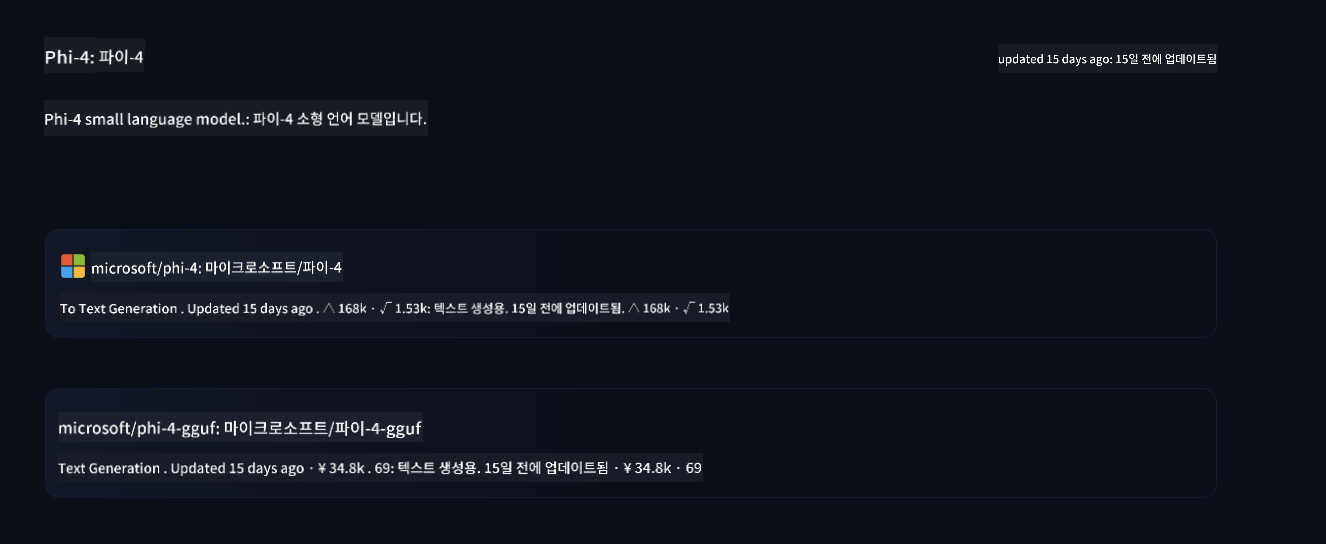 Phi-4: 파이-4
updated 15 days ago: 15일 전에 업데이트됨
Phi-4 small language model.: 파이-4 소형 언어 모델입니다.
microsoft/phi-4: 마이크로소프트/파이-4
To Text Generation . Updated 15 days ago . ㅅ 168k · √ 1.53k: 텍스트 생성용. 15일 전에 업데이트됨. ㅅ 168k · √ 1.53k
microsoft/phi-4-gguf: 마이크로소프트/파이-4-gguf
Text Generation . Updated 15 days ago · ¥ 34.8k . 69: 텍스트 생성용. 15일 전에 업데이트됨 · ¥ 34.8k · 69